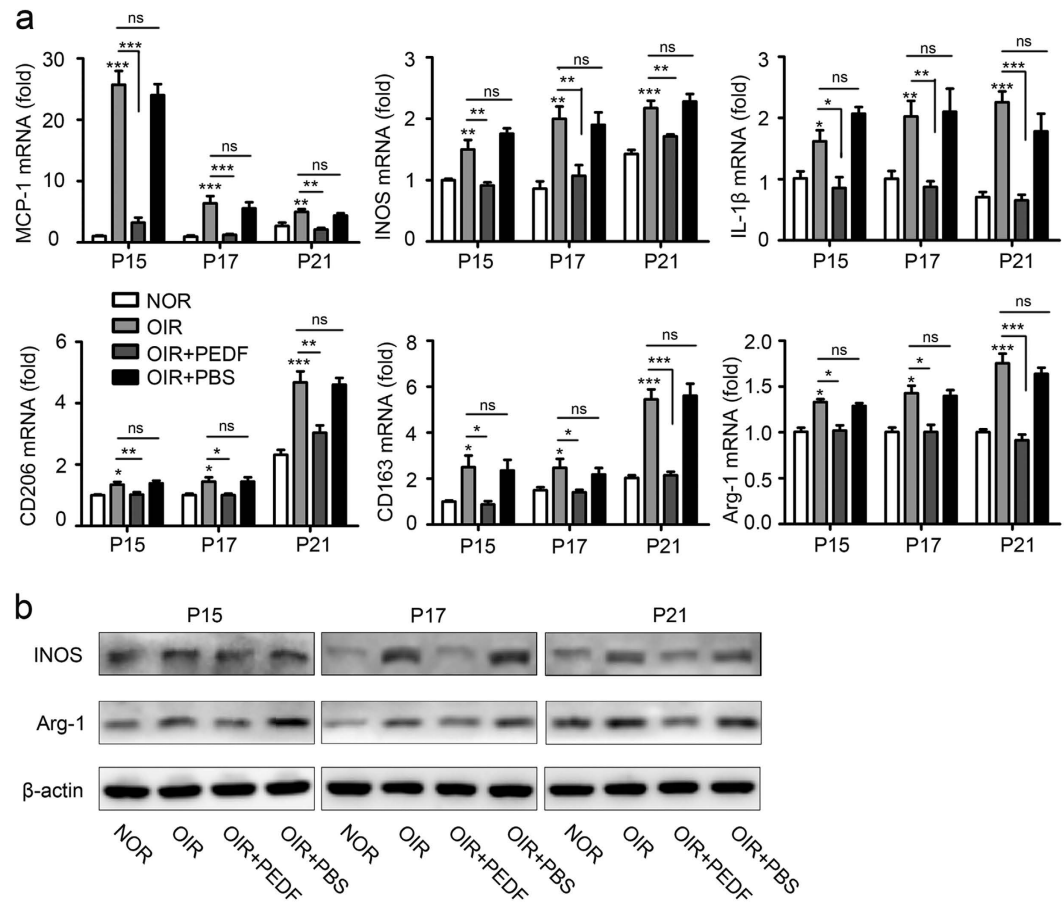 a
MCP-1 mRNA (fold)
30
20
10
0
ns
***
***
ns
***
***
ns
**
**
P15 P17 P21
INOS mRNA (fold)
3
2
1
0
ns
**
**
ns
**
**
ns
**
***
P15 P17 P21
IL-1β mRNA (fold)
3
2
1
0
ns
*
*
ns
**
**
ns
***
***
P15 P17 P21
NOR
OIR
OIR+PEDF
OIR+PBS
CD206 mRNA (fold)
6
4
2
0
ns
**
*
ns
*
*
ns
**
***
P15 P17 P21
CD163 mRNA (fold)
8
6
4
2
0
ns
*
*
ns
*
*
ns
***
***
P15 P17 P21
Arg-1 mRNA (fold)
2.0
1.5
1.0
0.5
0.0
ns
*
*
ns
*
*
ns
***
***
P15 P17 P21
b
P15 P17 P21
INOS
Arg-1
β-actin
NOR OIR OIR+PEDF OIR+PBS NOR OIR OIR+PEDF OIR+PBS NOR OIR OIR+PEDF OIR+PBS